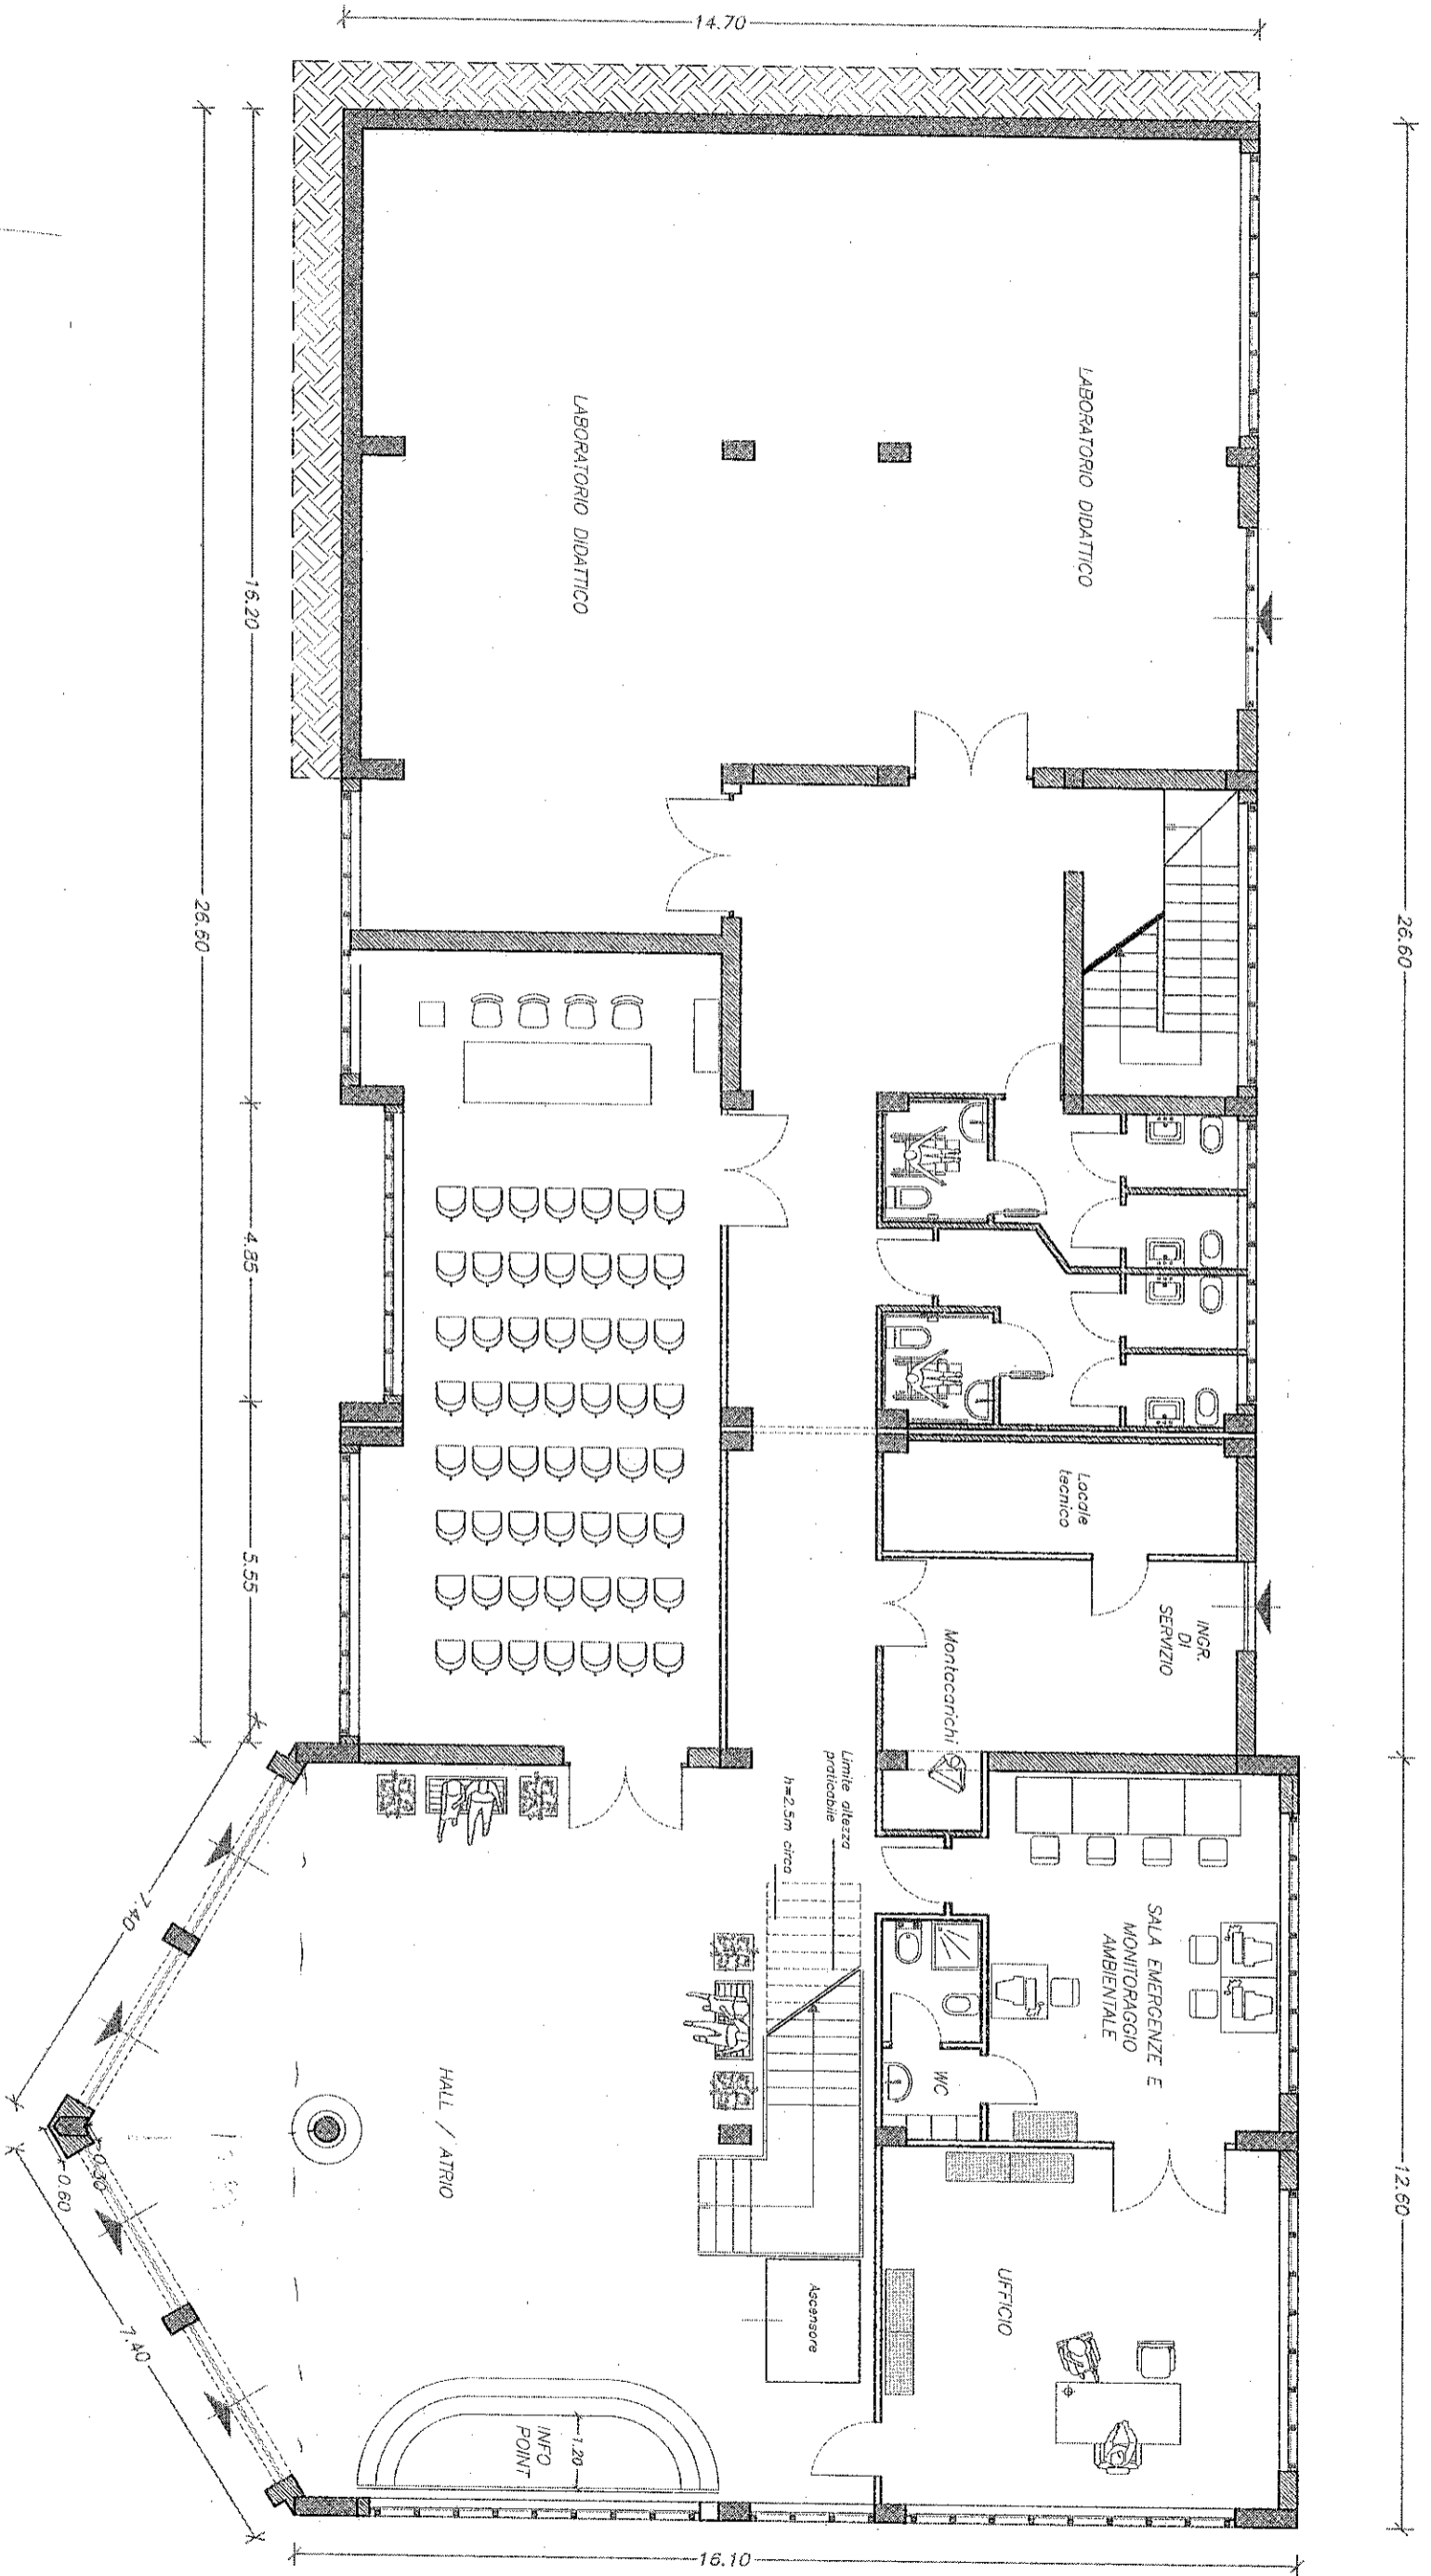 14.70
26.60
12.60
16.20
4.85
5.55
26.60
LABORATORIO DIDATTICO
LABORATORIO DIDATTICO
Locale
tecnico
INGR.
DI
SERVIZIO
Montacarichi
Limite altezza
praticabile
h=2.5m circa
SALA EMERGENZE E
MONITORAGGIO
AMBIENTALE
WC
HALL / ATRIO
UFFICIO
Ascensore
INFO
POINT
1.20
7.40
0.30
0.60
7.40
16.10